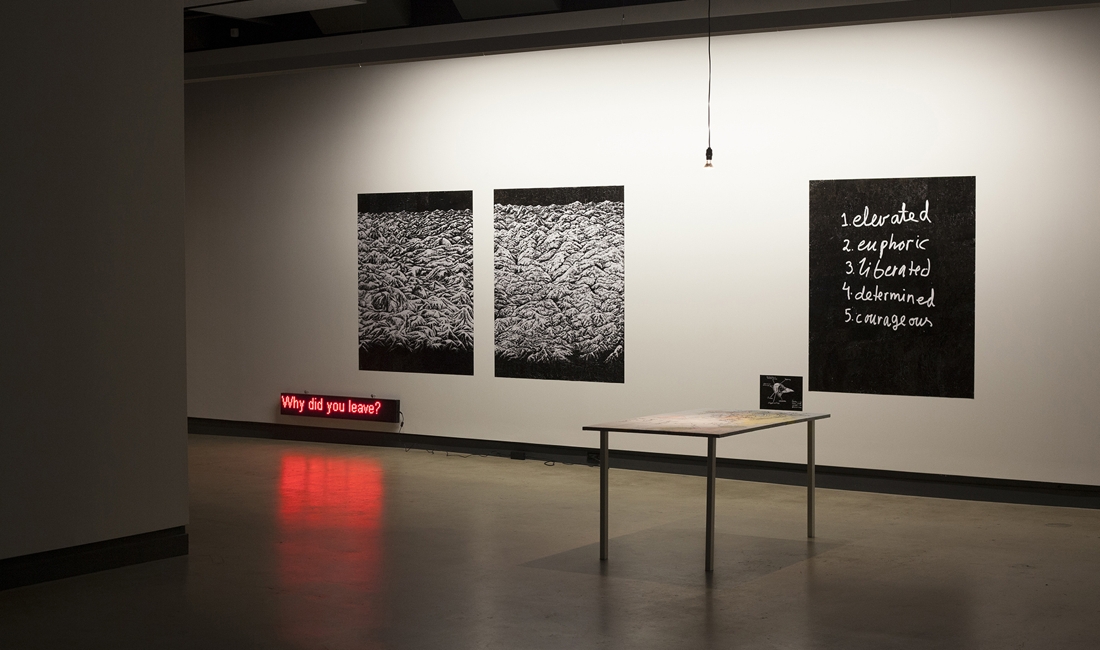 Why did you leave?
1. elevated
2. euphoric
3. liberated
4. determined
5. courageous